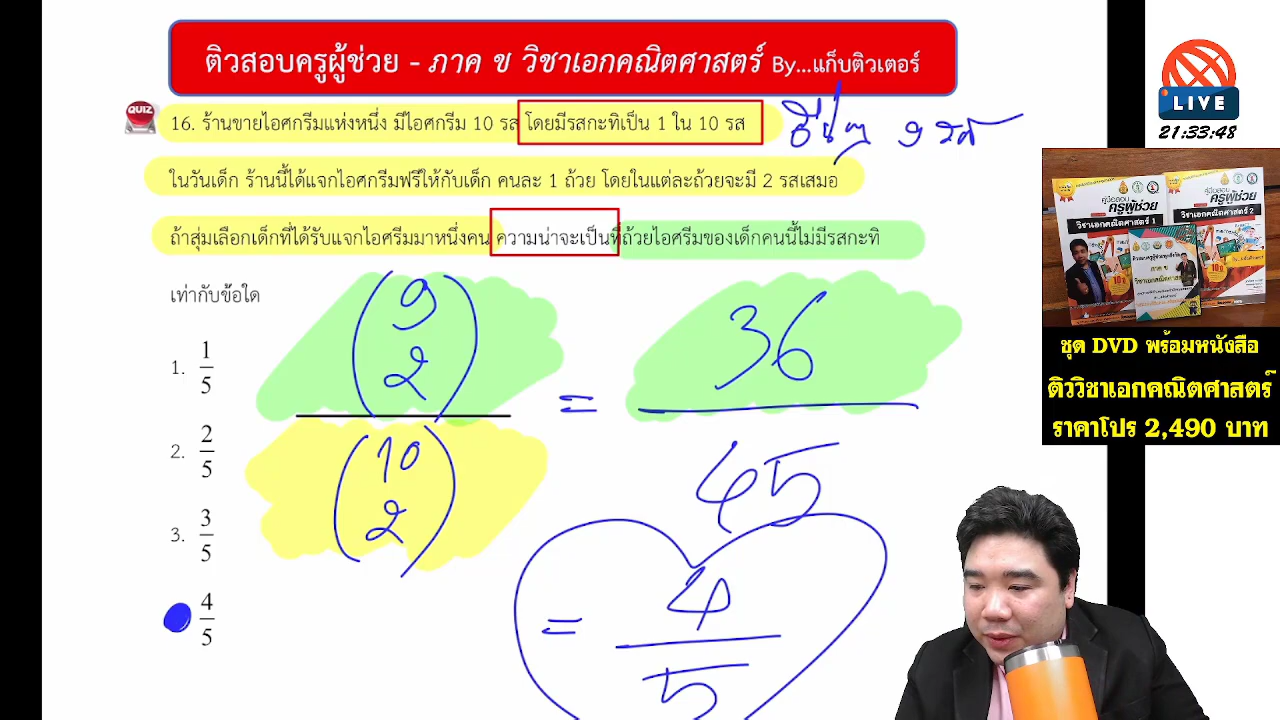 ติวสอบครูผู้ช่วย - ภาค ข วิชาเอกคณิตศาสตร์ By...แก็บติวเตอร์
QUIZ
16. ร้านขายไอศกรีมแห่งหนึ่ง มีไอศกรีม 10 รส โดยมีรสกะทิเป็น 1 ใน 10 รส
ในวันเด็ก ร้านนี้ได้แจกไอศกรีมฟรีให้กับเด็ก คนละ 1 ถ้วย โดยในแต่ละถ้วยจะมี 2 รสเสมอ
ถ้าสุ่มเลือกเด็กที่ได้รับแจกไอศรีมมาหนึ่งคน ความน่าจะเป็นที่ถ้วยไอศรีมของเด็กคนนี้ไม่มีรสกะทิ
เท่ากับข้อใด
1. 1/5
2. 2/5
3. 3/5
4/5
(9 2)
(10 2)
= 36
45
= 4
5
LIVE
21:33:48
คู่มือสอบ
ครูผู้ช่วย
วิชาเอกคณิตศาสตร์ 1
คู่มือสอบ
ครูผู้ช่วย
วิชาเอกคณิตศาสตร์ 2
ภาค ข
ชุด DVD พร้อมหนังสือ
ติววิชาเอกคณิตศาสตร์
ราคาโปร 2,490 บาท